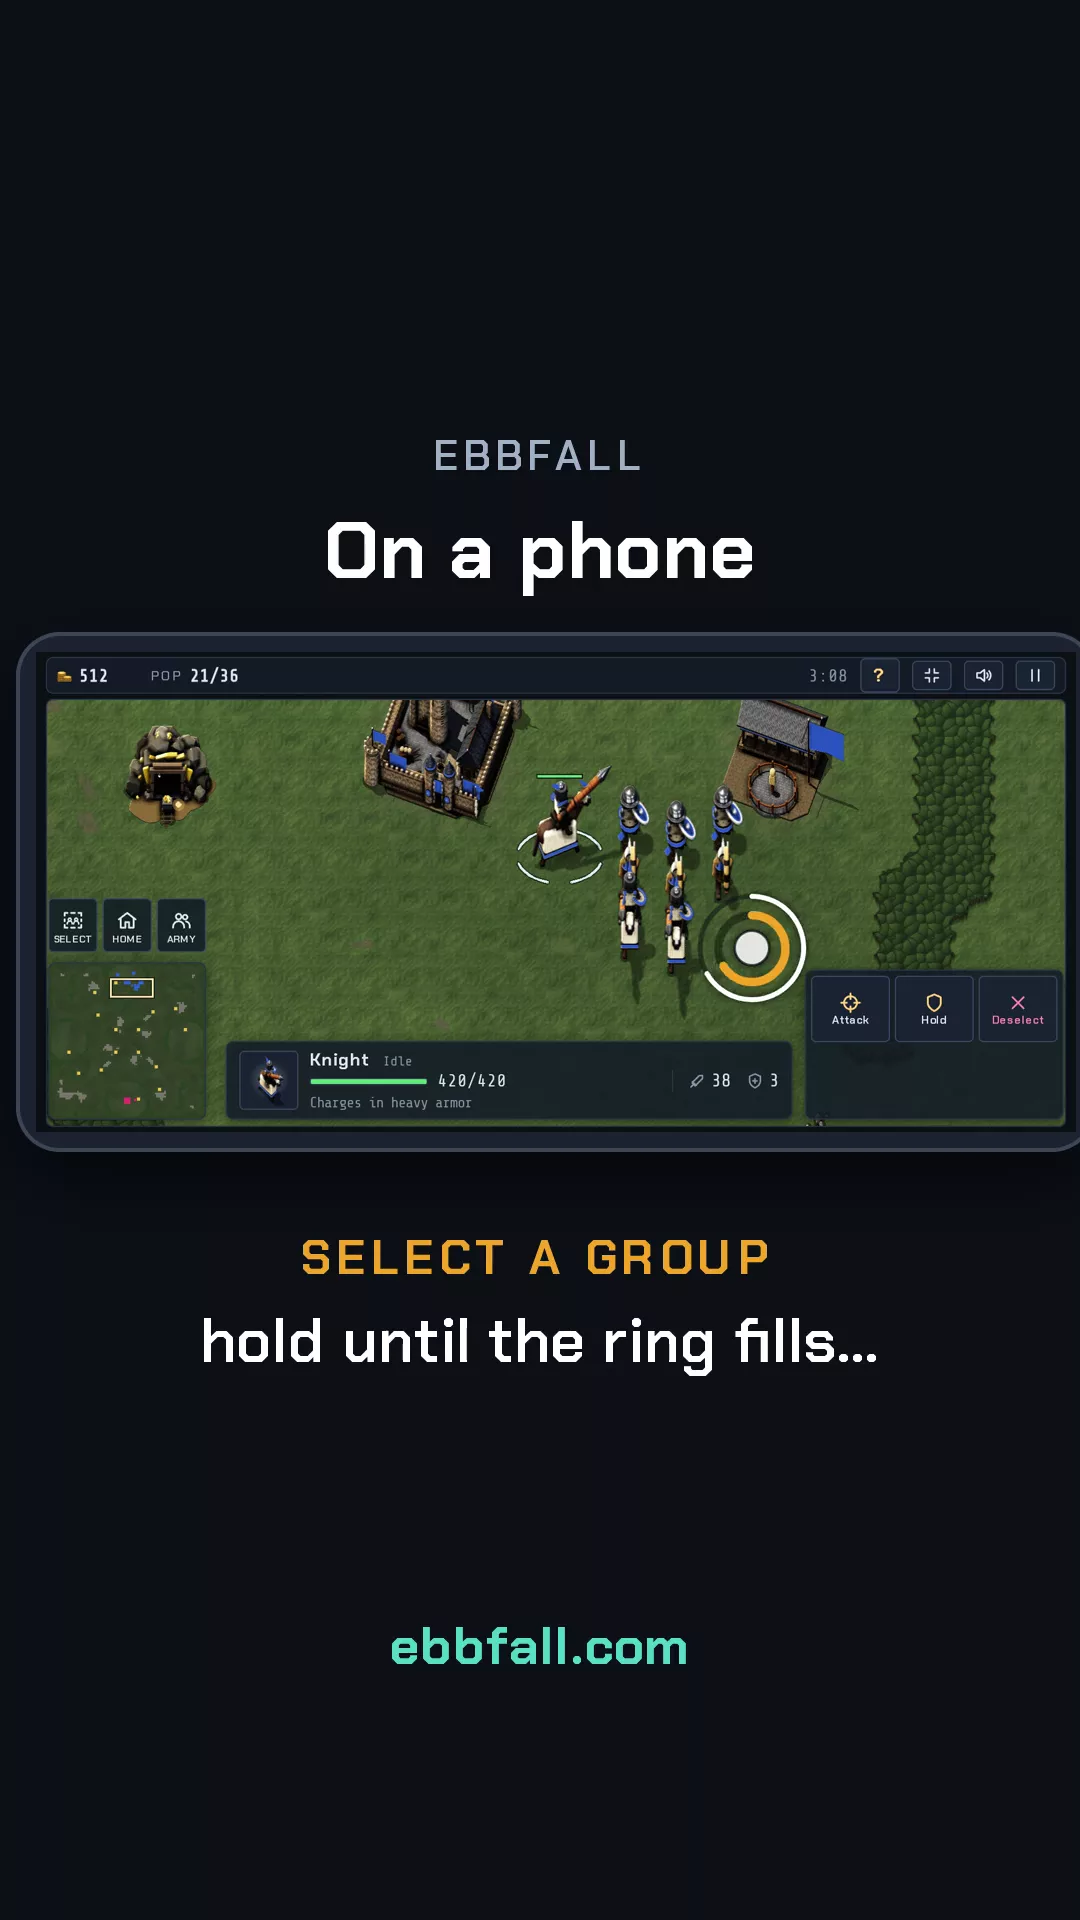 EBBFALL
On a phone
512 POP 21/36 3:08 ?
SELECT HOME ARMY
Attack Hold Deselect
Knight Idle
420/420 38 3
Charges in heavy armor
SELECT A GROUP
hold until the ring fills...
ebbfall.com